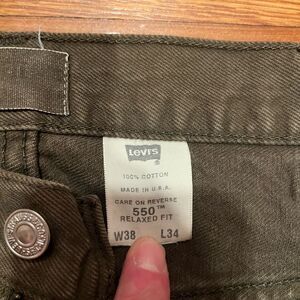 Levi's
100% COTTON
MADE IN U.S.A.
CARE ON REVERSE
550™
RELAXED FIT
W38 L34